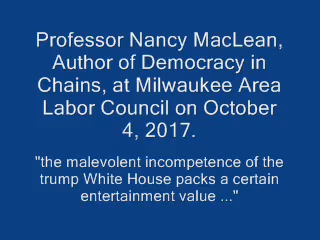 Professor Nancy MacLean,
Author of Democracy in
Chains, at Milwaukee Area
Labor Council on October
4, 2017.
"the malevolent incompetence of the
trump White House packs a certain
entertainment value ..."